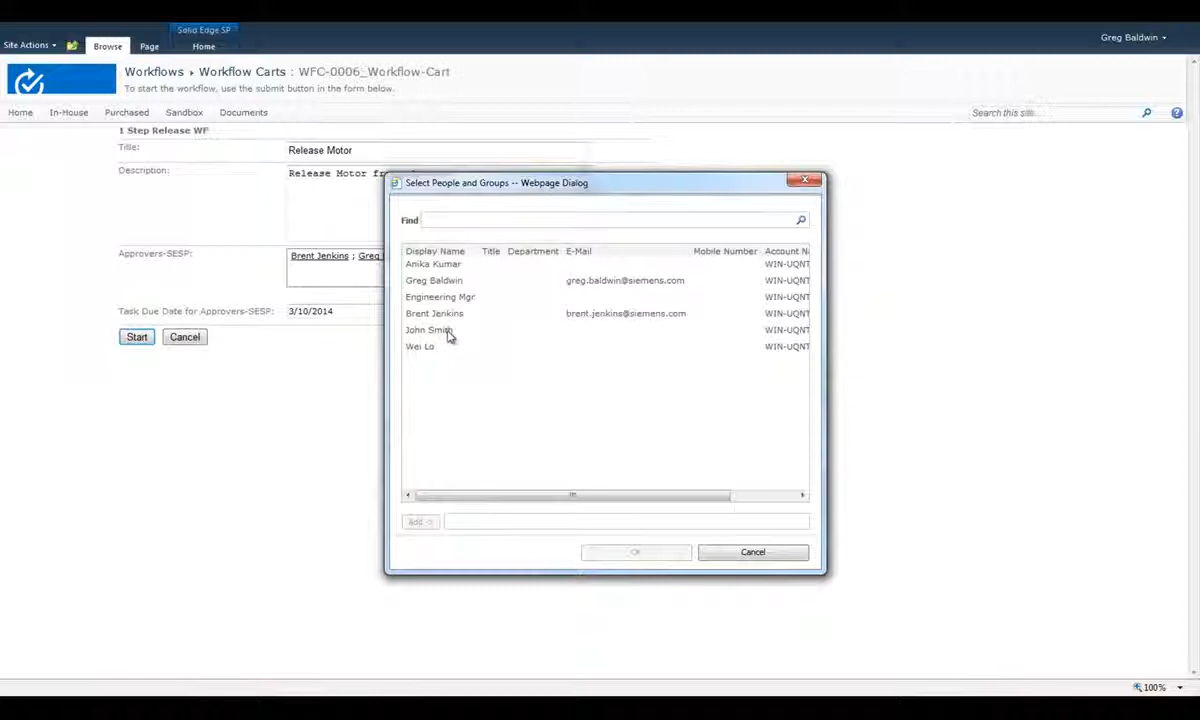 Solid Edge SP
Site Actions
Browse
Page
Home
Greg Baldwin
Workflows
Workflow Carts : WFC-0006_Workflow-Cart
To start the workflow, use the submit button in the form below.
Home
In-House
Purchased
Sandbox
Documents
Search this site...
1 Step Release WF
Title:
Release Motor
Description:
Release Motor
Approvers-SESP:
Brent Jenkins ; Greg
Task Due Date for Approvers-SESP:
3/10/2014
Start
Cancel
Select People and Groups -- Webpage Dialog
Find
Display Name Title Department E-Mail Mobile Number Account N
Anika Kumar WIN-UQNT
Greg Baldwin greg.baldwin@siemens.com WIN-UQNT
Engineering Mgr WIN-UQNT
Brent Jenkins brent.jenkins@siemens.com WIN-UQNT
John Smith WIN-UQNT
Wei Lo WIN-UQNT
Add ->
Cancel
100%